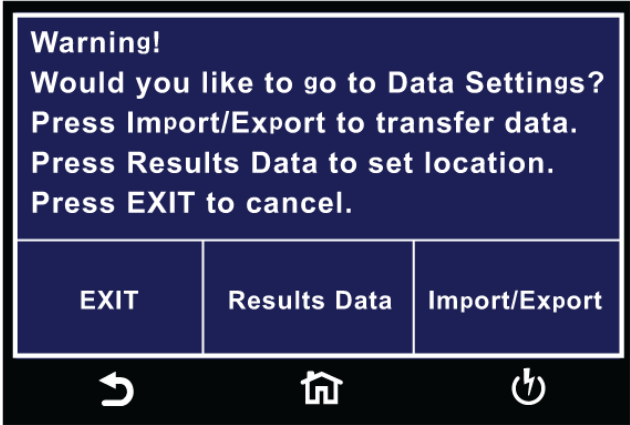 Warning!
Would you like to go to Data Settings?
Press Import/Export to transfer data.
Press Results Data to set location.
Press EXIT to cancel.
EXIT
Results Data
Import/Export